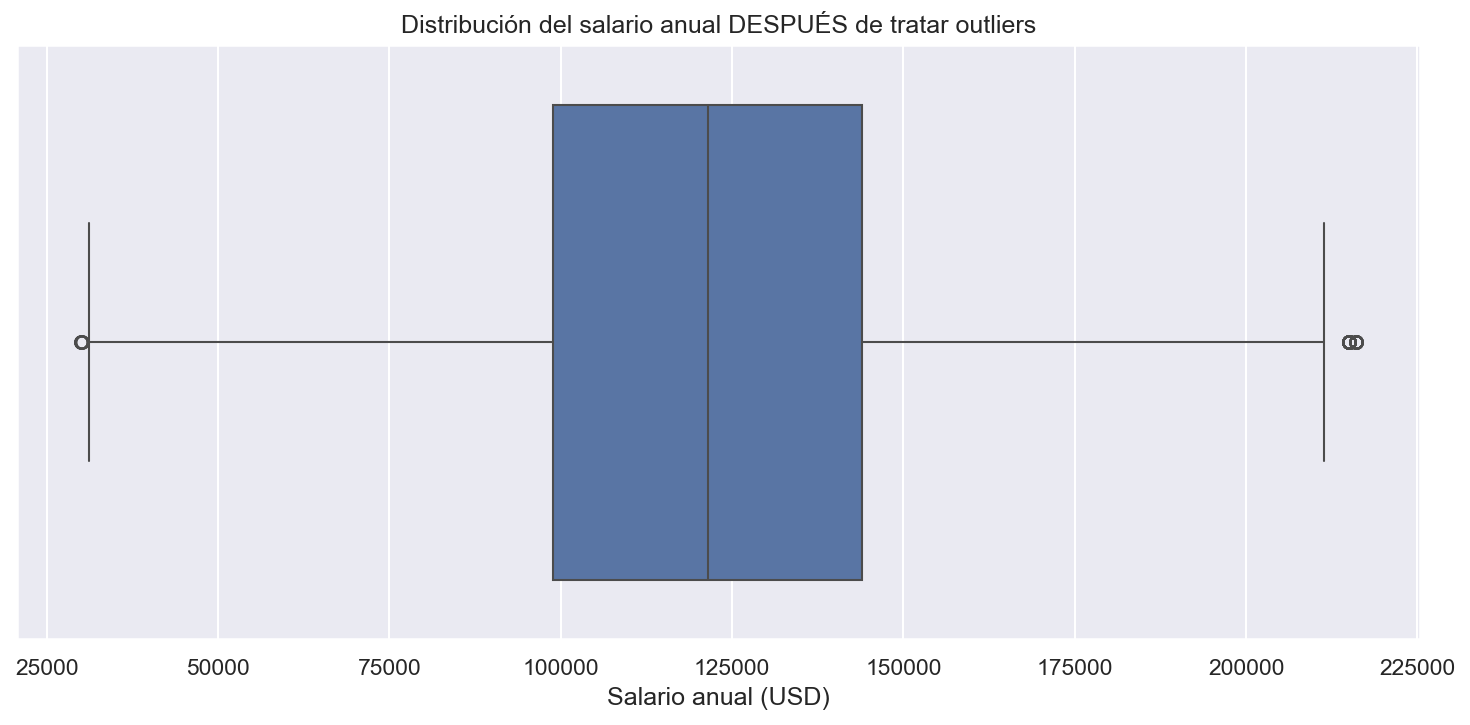 Distribución del salario anual DESPUÉS de tratar outliers
25000 50000 75000 100000 125000 150000 175000 200000 225000
Salario anual (USD)